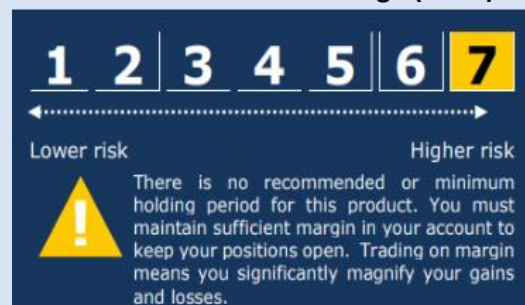 1 2 3 4 5 6 7
Lower risk Higher risk
There is no recommended or minimum
holding period for this product. You must
maintain sufficient margin in your account to
keep your positions open. Trading on margin
means you significantly magnify your gains
and losses.